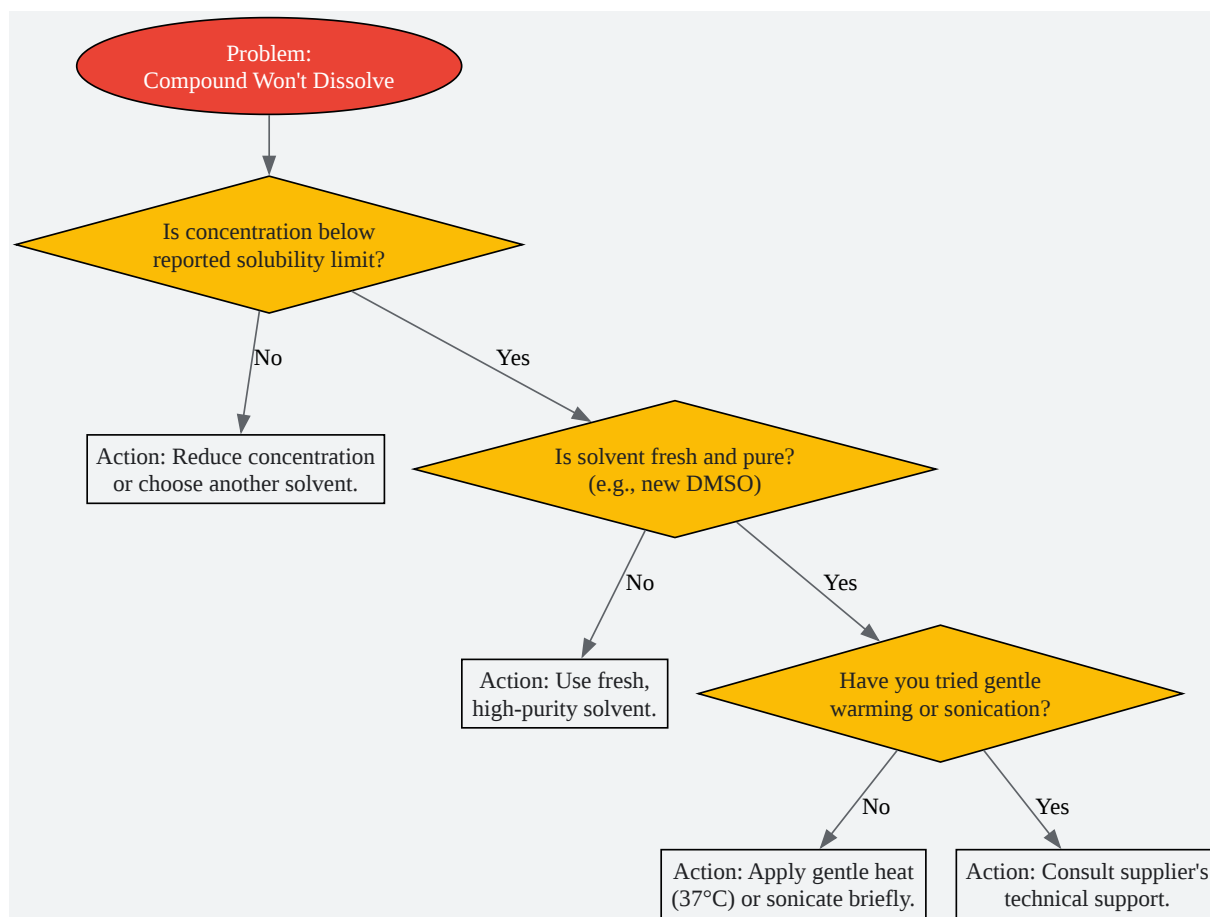 Problem:
Compound Won't Dissolve
Is concentration below
reported solubility limit?
No
Yes
Action: Reduce concentration
or choose another solvent.
Is solvent fresh and pure?
(e.g., new DMSO)
No
Yes
Action: Use fresh,
high-purity solvent.
Have you tried gentle
warming or sonication?
No
Yes
Action: Apply gentle heat
(37°C) or sonicate briefly.
Action: Consult supplier's
technical support.